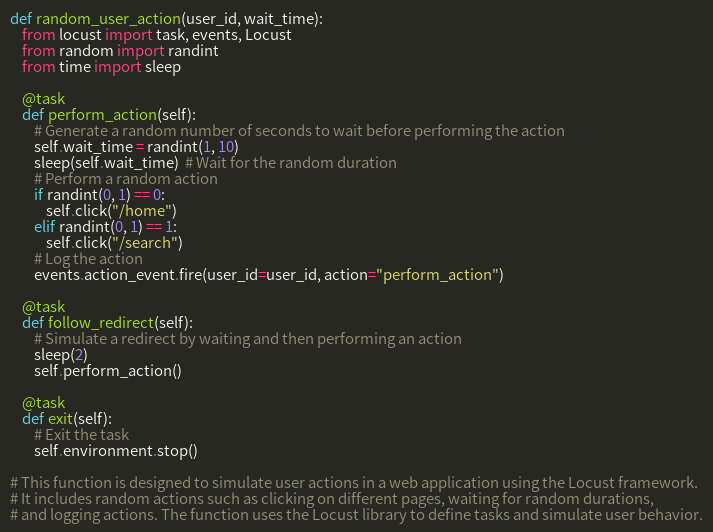 def random_user_action(user_id, wait_time):
from locust import task, events, Locust
from random import randint
from time import sleep
@task
def perform_action(self):
# Generate a random number of seconds to wait before performing the action
self.wait_time = randint(1, 10)
sleep(self.wait_time)  # Wait for the random duration
# Perform a random action
if randint(0, 1) == 0:
self.click("/home")
elif randint(0, 1) == 1:
self.click("/search")
# Log the action
events.action_event.fire(user_id=user_id, action="perform_action")
@task
def follow_redirect(self):
# Simulate a redirect by waiting and then performing an action
sleep(2)
self.perform_action()
@task
def exit(self):
# Exit the task
self.environment.stop()
# This function is designed to simulate user actions in a web application using the Locust framework.
# It includes random actions such as clicking on different pages, waiting for random durations,
# and logging actions. The function uses the Locust library to define tasks and simulate user behavior.